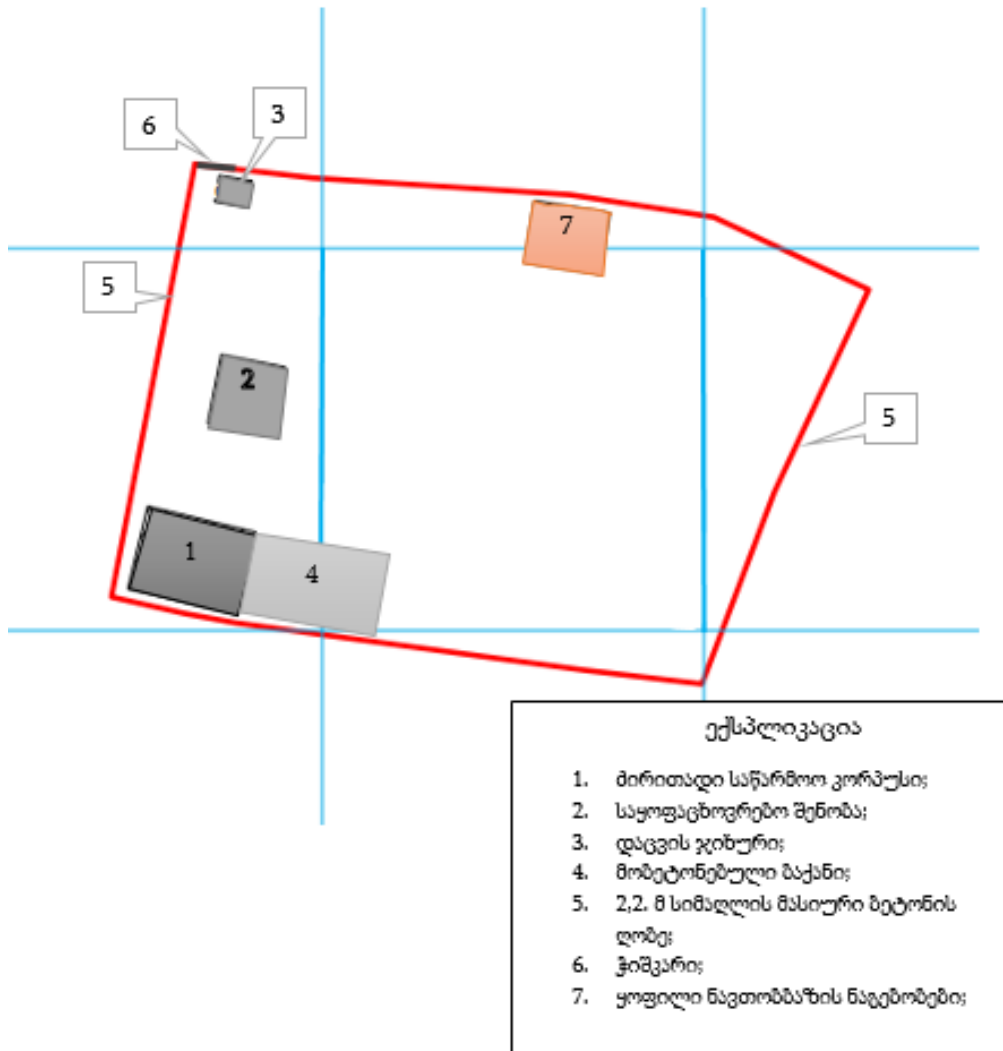 6
3
7
5
2
5
1
4
ექსპლიკაცია
1. ძირითადი საწარმოო კორპუსი;
2. საყოფაცხოვრებო შენობა;
3. დაცვის ჯიხური;
4. მობეტონებული ბაქანი;
5. 2,2. მ სიმაღლის მასიური ბეტონის
ღობე;
6. ჭიშკარი;
7. ყოფილი ნავთობბაზის ნაგებობები;